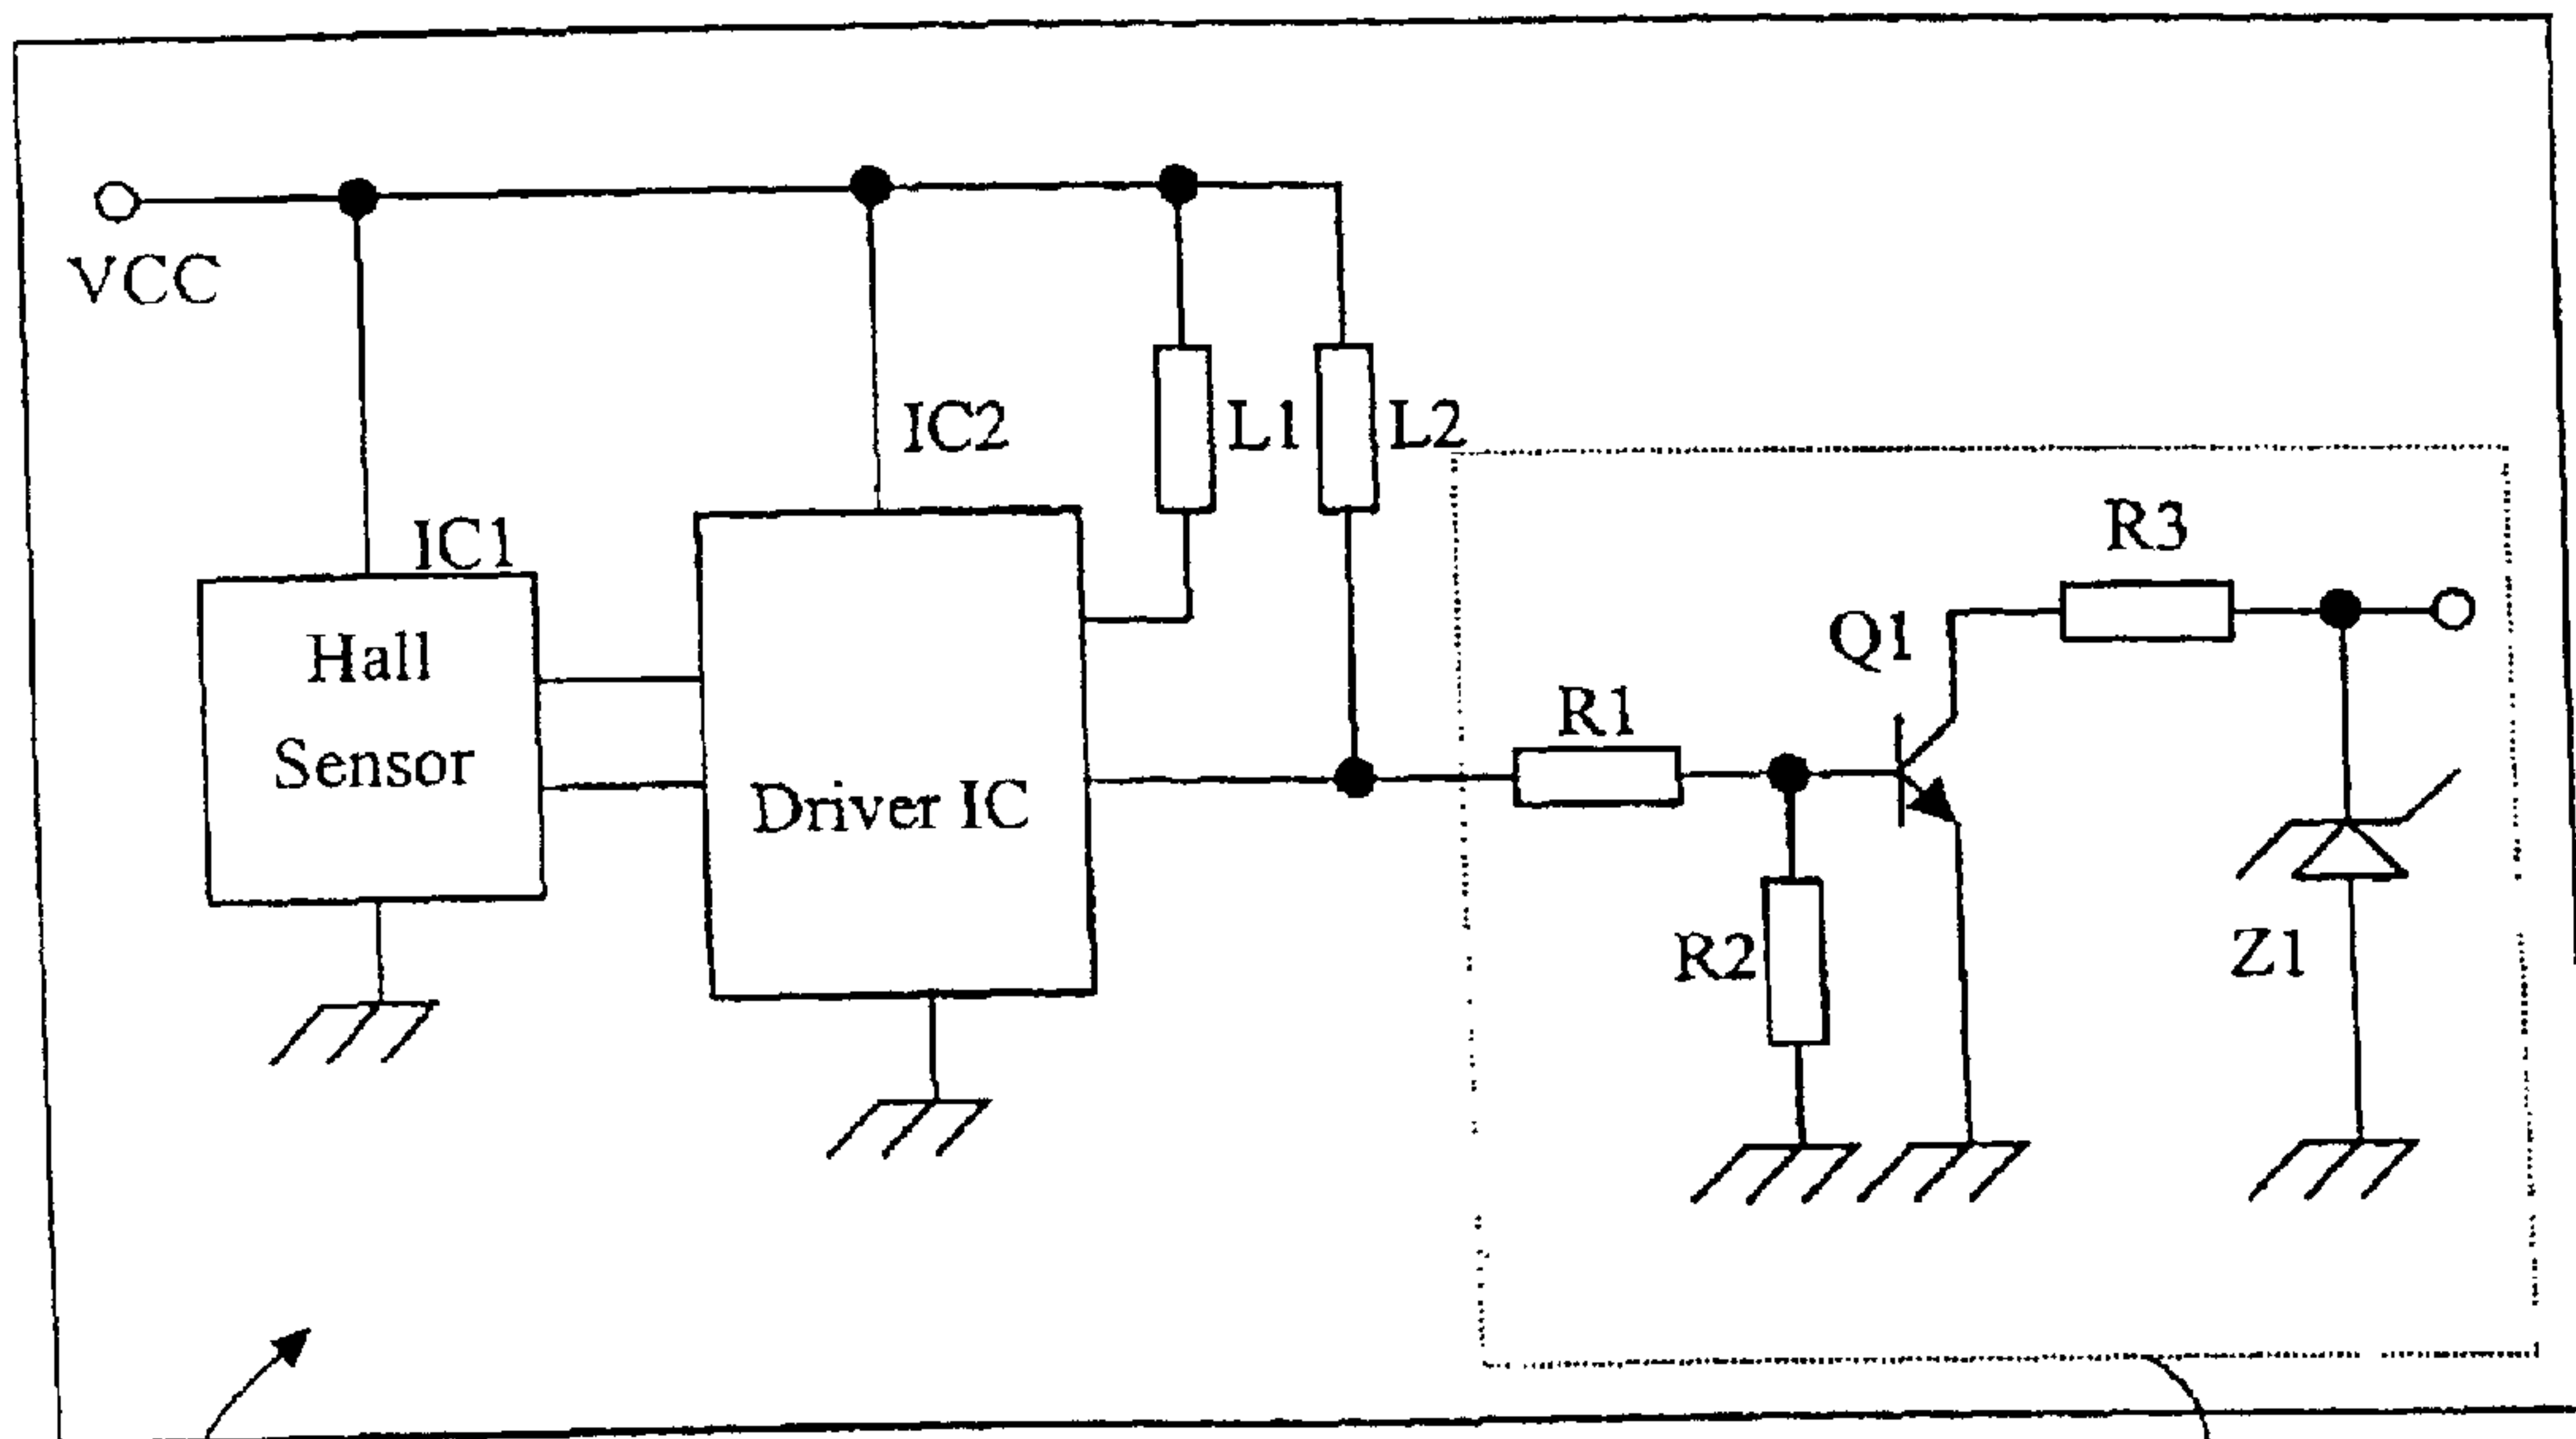 VCC
IC2
L1
L2
IC1
R3
Hall
Sensor
Q1
R1
Driver IC
R2
Z1